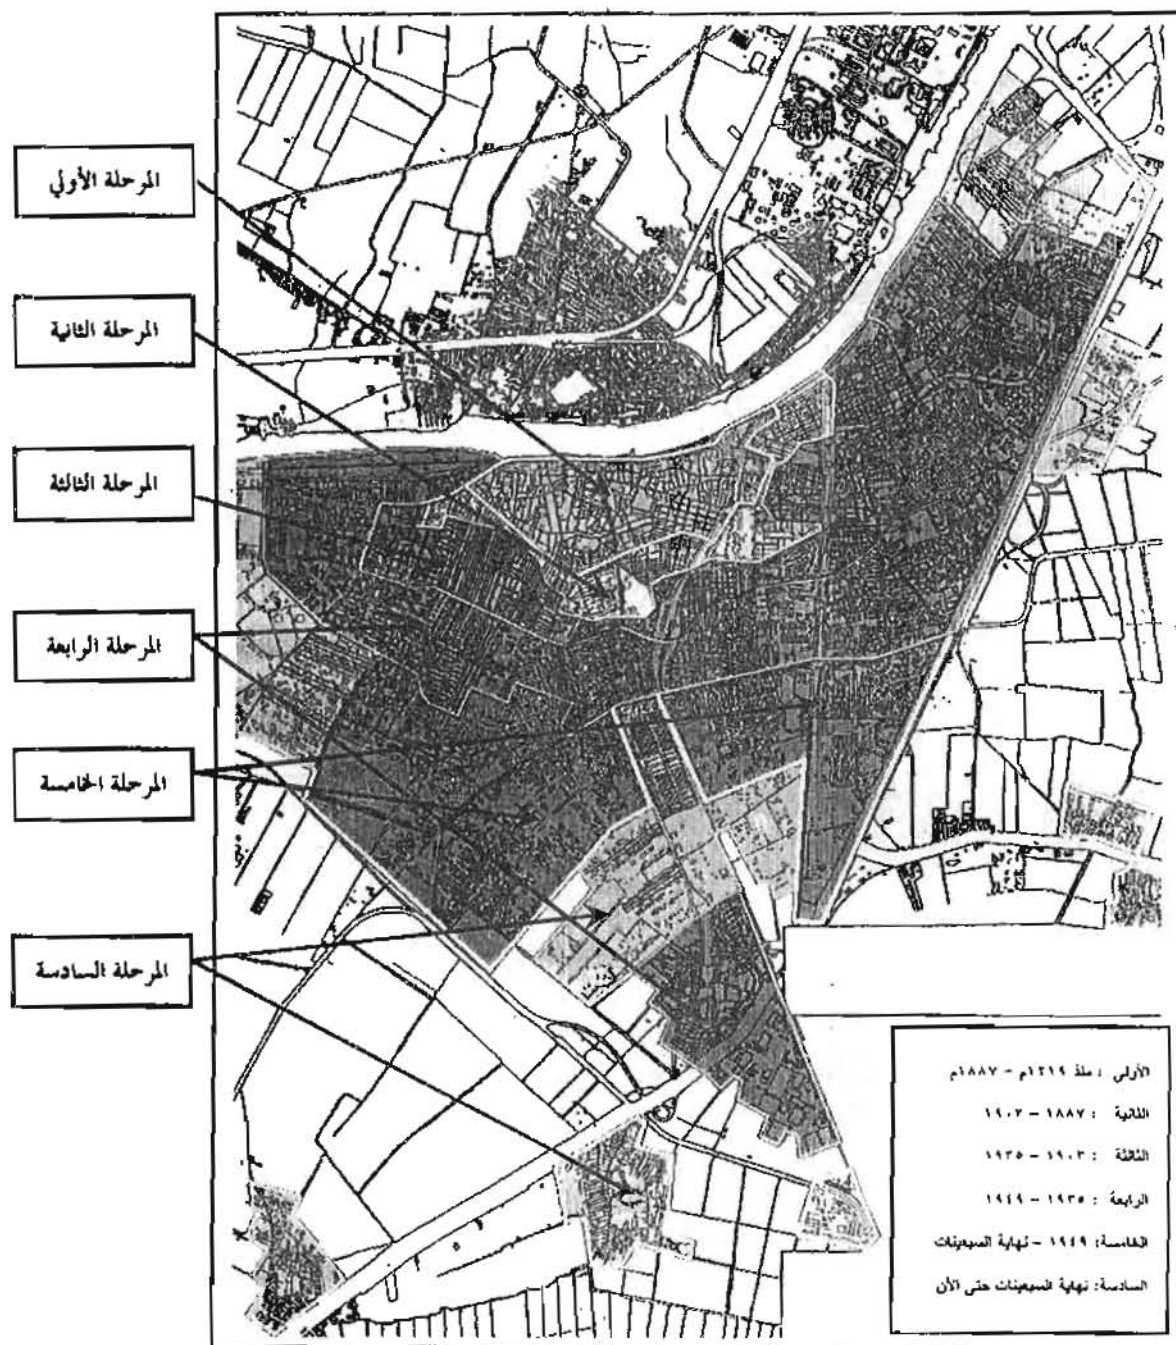 المرحلة الأولي
المرحلة الثانية
المرحلة الثالثة
المرحلة الرابعة
المرحلة الخامسة
المرحلة السادسة
الأولى : منذ ١٢١٩م - ١٨٨٧م
الثانية : ١٨٨٧ - ١٩٠٢
الثالثة : ١٩٠٣ - ١٩٣٥
الرابعة : ١٩٣٥ - ١٩٤٩
الخامسة: ١٩٤٩ - نهاية السبعينات
السادسة: نهاية السبعينات حتى الأن